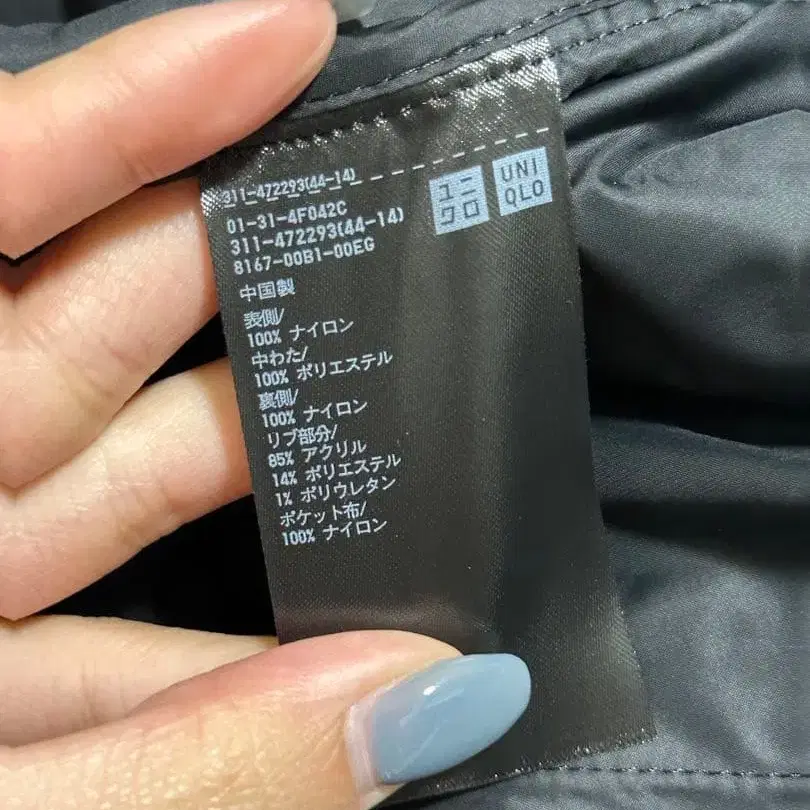 311-472293(44-14)
ユニ
クロ
UNI
QLO
01-31-4F042C
311-472293(44-14)
8167-00B1-00EG
中国製
表側/
100% ナイロン
中わた/
100% ポリエステル
裏側/
100% ナイロン
リブ部分/
85% アクリル
14% ポリエステル
1% ポリウレタン
ポケット布/
100% ナイロン